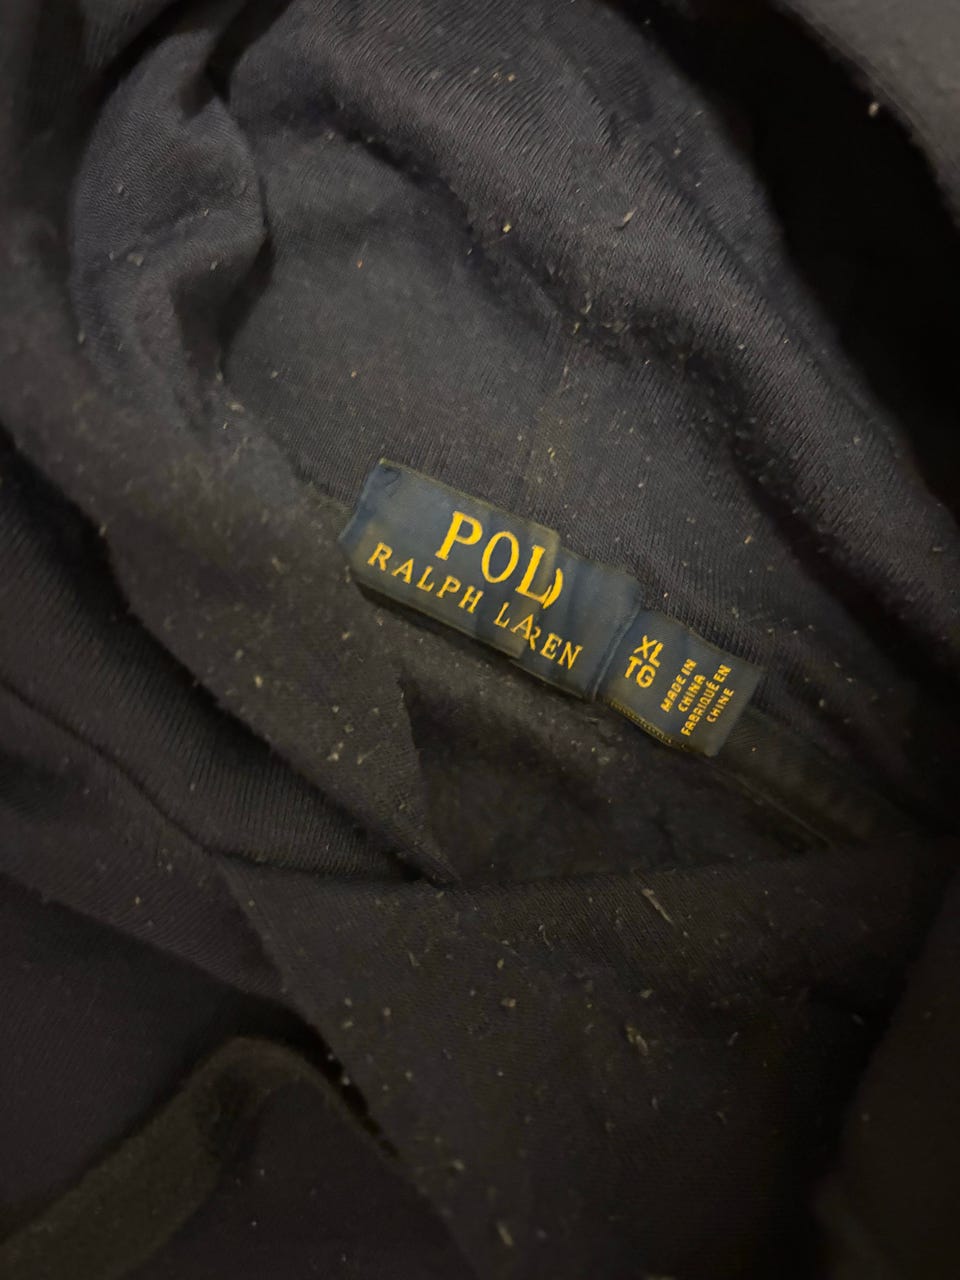 POLO
RALPH LAUREN
XL
TG
MADE IN
CHINA
FABRIQUÉ EN
CHINE